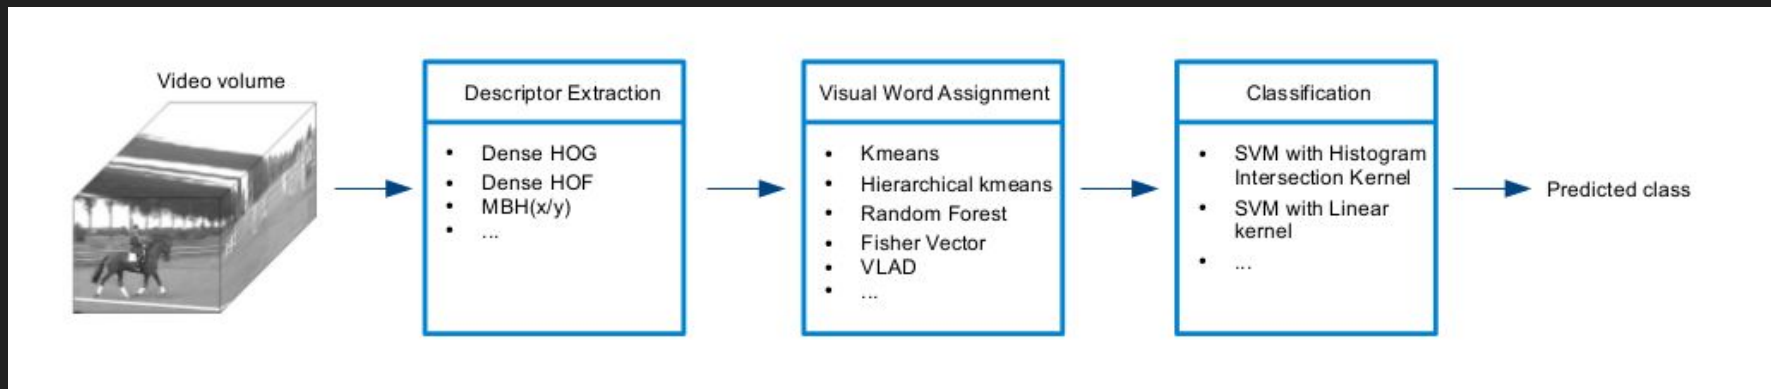 Video volume
Descriptor Extraction
• Dense HOG
• Dense HOF
• MBH(x/y)
• ...
Visual Word Assignment
• Kmeans
• Hierarchical kmeans
• Random Forest
• Fisher Vector
• VLAD
• ...
Classification
• SVM with Histogram
Intersection Kernel
• SVM with Linear
kernel
• ...
Predicted class